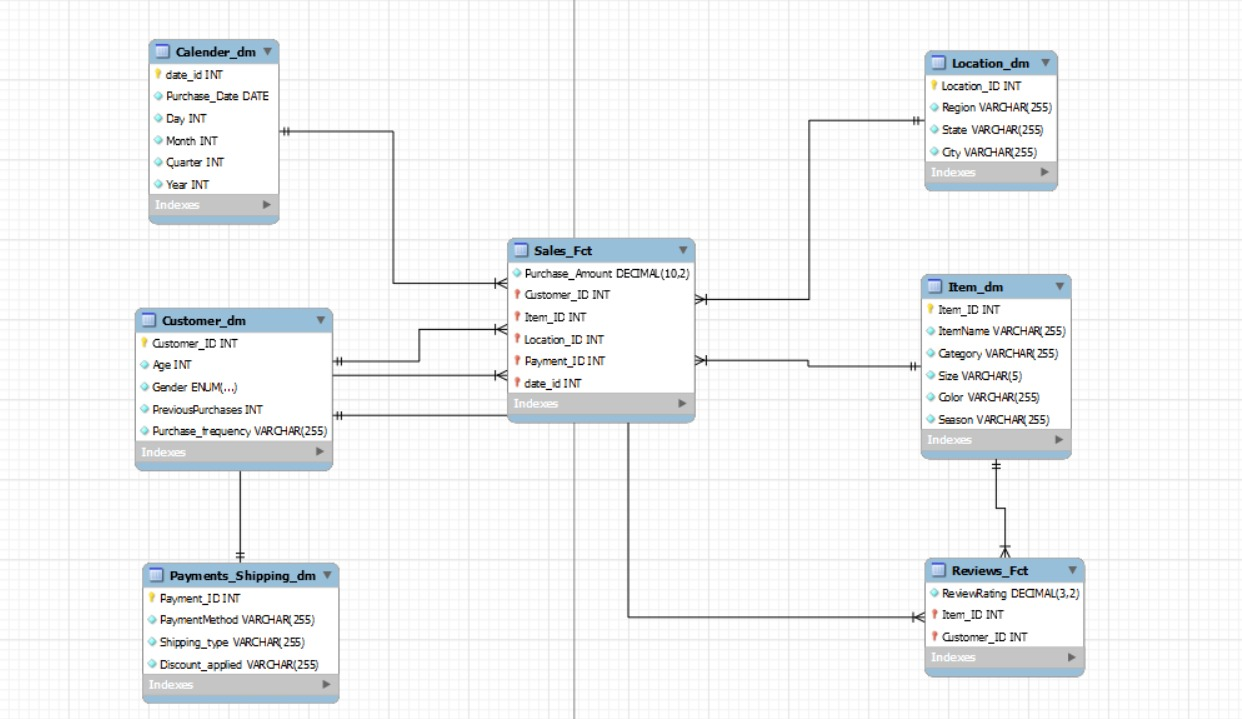 Calender_dm
date_id INT
Purchase_Date DATE
Day INT
Month INT
Quarter INT
Year INT
Indexes
Location_dm
Location_ID INT
Region VARCHAR(255)
State VARCHAR(255)
City VARCHAR(255)
Indexes
Sales_Fct
Purchase_Amount DECIMAL(10,2)
Customer_ID INT
Item_ID INT
Location_ID INT
Payment_ID INT
date_id INT
Indexes
Customer_dm
Customer_ID INT
Age INT
Gender ENUM(...)
PreviousPurchases INT
Purchase_frequency VARCHAR(255)
Indexes
Item_dm
Item_ID INT
ItemName VARCHAR(255)
Category VARCHAR(255)
Size VARCHAR(5)
Color VARCHAR(255)
Season VARCHAR(255)
Indexes
Payments_Shipping_dm
Payment_ID INT
PaymentMethod VARCHAR(255)
Shipping_type VARCHAR(255)
Discount_applied VARCHAR(255)
Indexes
Reviews_Fct
ReviewRating DECIMAL(3,2)
Item_ID INT
Customer_ID INT
Indexes